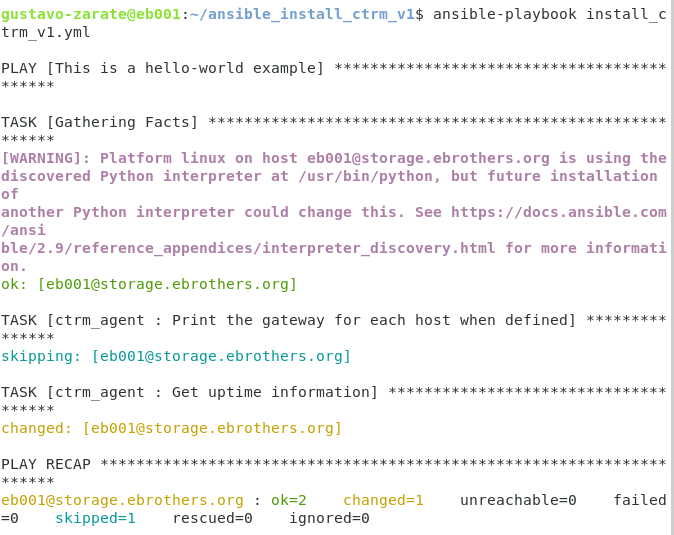 gustavo-zarate@eb001:~/ansible_install_ctrm_v1$ ansible-playbook install_c
trm_v1.yml
PLAY [This is a hello-world example] *************************************
******
TASK [Gathering Facts] ***************************************************
******
[WARNING]: Platform linux on host eb001@storage.ebrothers.org is using the
discovered Python interpreter at /usr/bin/python, but future installation
of
another Python interpreter could change this. See https://docs.ansible.com
/ansi
ble/2.9/reference_appendices/interpreter_discovery.html for more informati
on.
ok: [eb001@storage.ebrothers.org]
TASK [ctrm_agent : Print the gateway for each host when defined] *********
******
skipping: [eb001@storage.ebrothers.org]
TASK [ctrm_agent : Get uptime information] *******************************
******
changed: [eb001@storage.ebrothers.org]
PLAY RECAP ***************************************************************
******
eb001@storage.ebrothers.org : ok=2    changed=1    unreachable=0    failed
=0    skipped=1    rescued=0    ignored=0